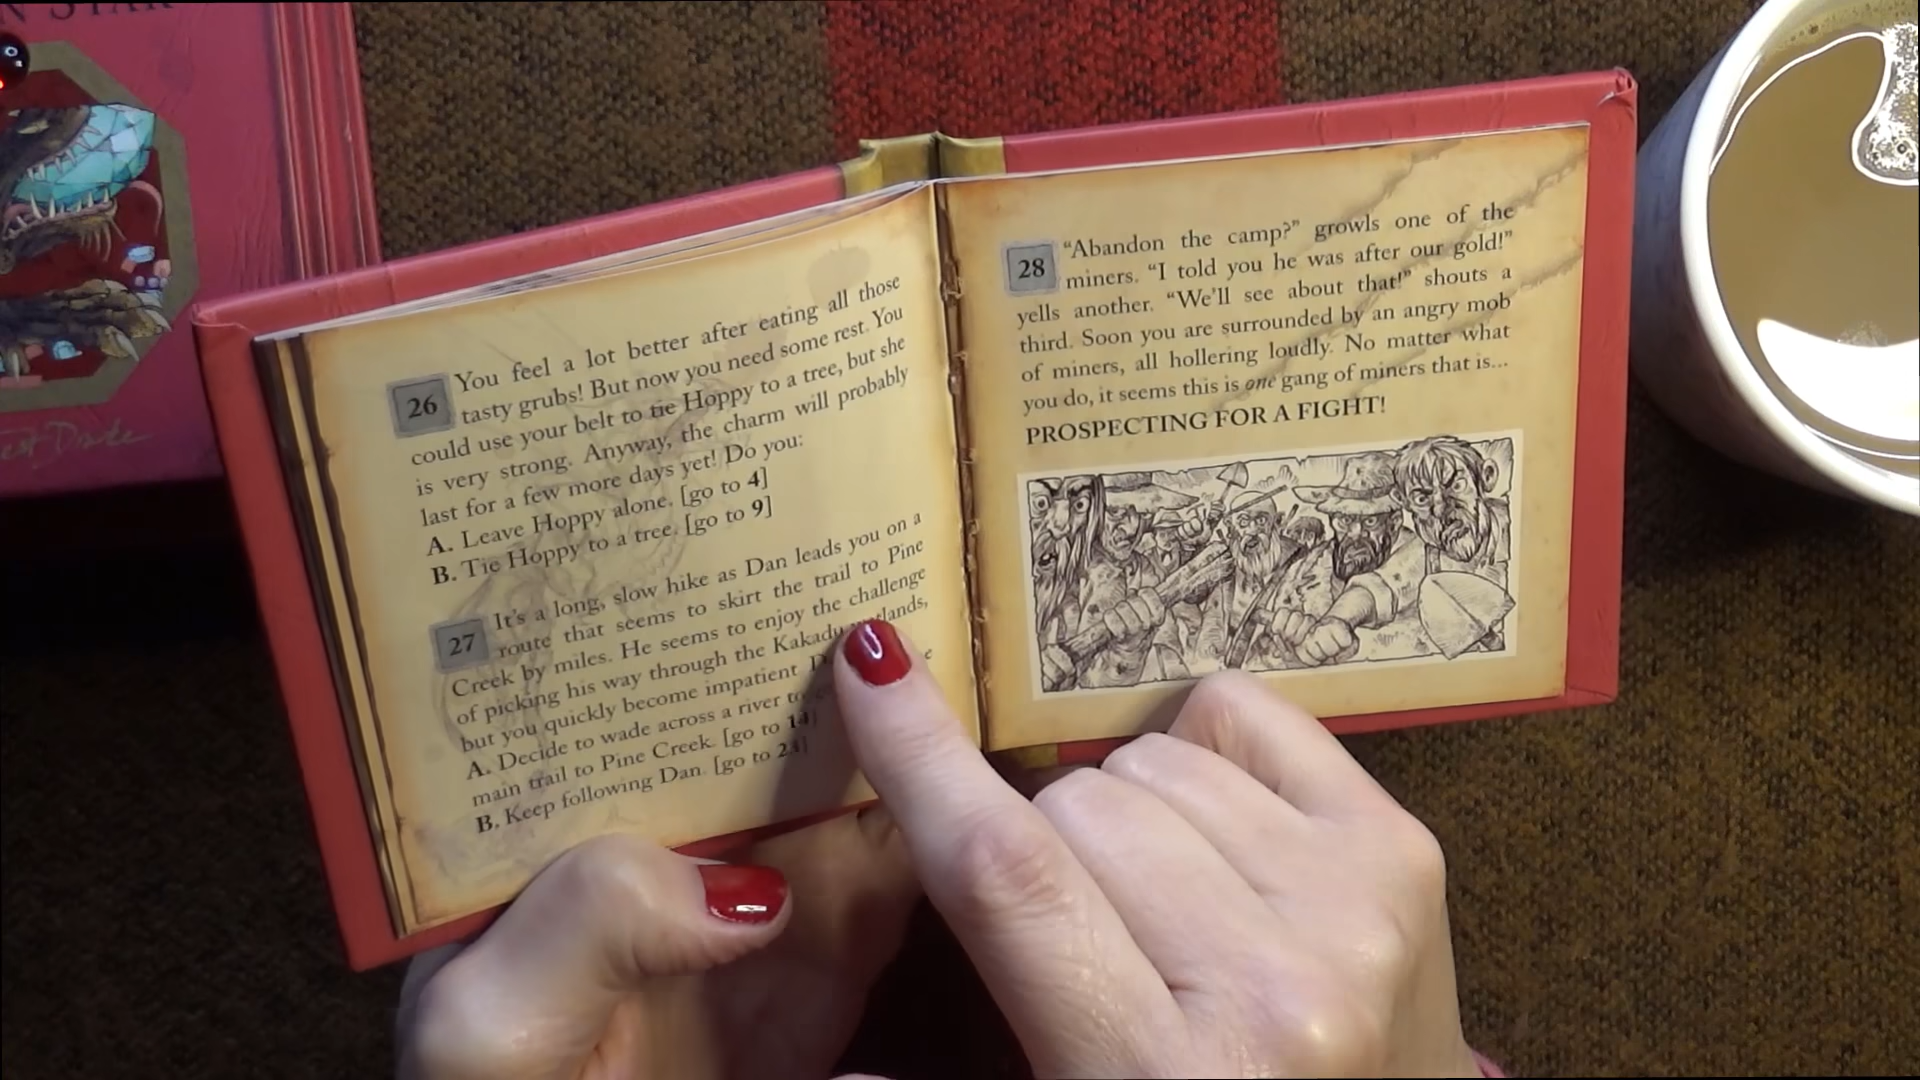 N STAR
est Drake
26 You feel a lot better after eating all those
tasty grubs! But now you need some rest. You
could use your belt to tie Hoppy to a tree, but she
is very strong. Anyway, the charm will probably
last for a few more days yet! Do you:
A. Leave Hoppy alone. [go to 4]
B. Tie Hoppy to a tree. [go to 9]
27 It's a long, slow hike as Dan leads you on a
route that seems to skirt the trail to Pine
Creek by miles. He seems to enjoy the challenge
of picking his way through the Kakadu
but you quickly become impatient
A. Decide to wade across a river to
main trail to Pine Creek. [go to 14]
B. Keep following Dan. [go to
28 “Abandon the camp?” growls one of the
miners. “I told you he was after our gold!”
yells another. “We'll see about that!” shouts a
third. Soon you are surrounded by an angry mob
of miners, all hollering loudly. No matter what
you do, it seems this is one gang of miners that is...
PROSPECTING FOR A FIGHT!